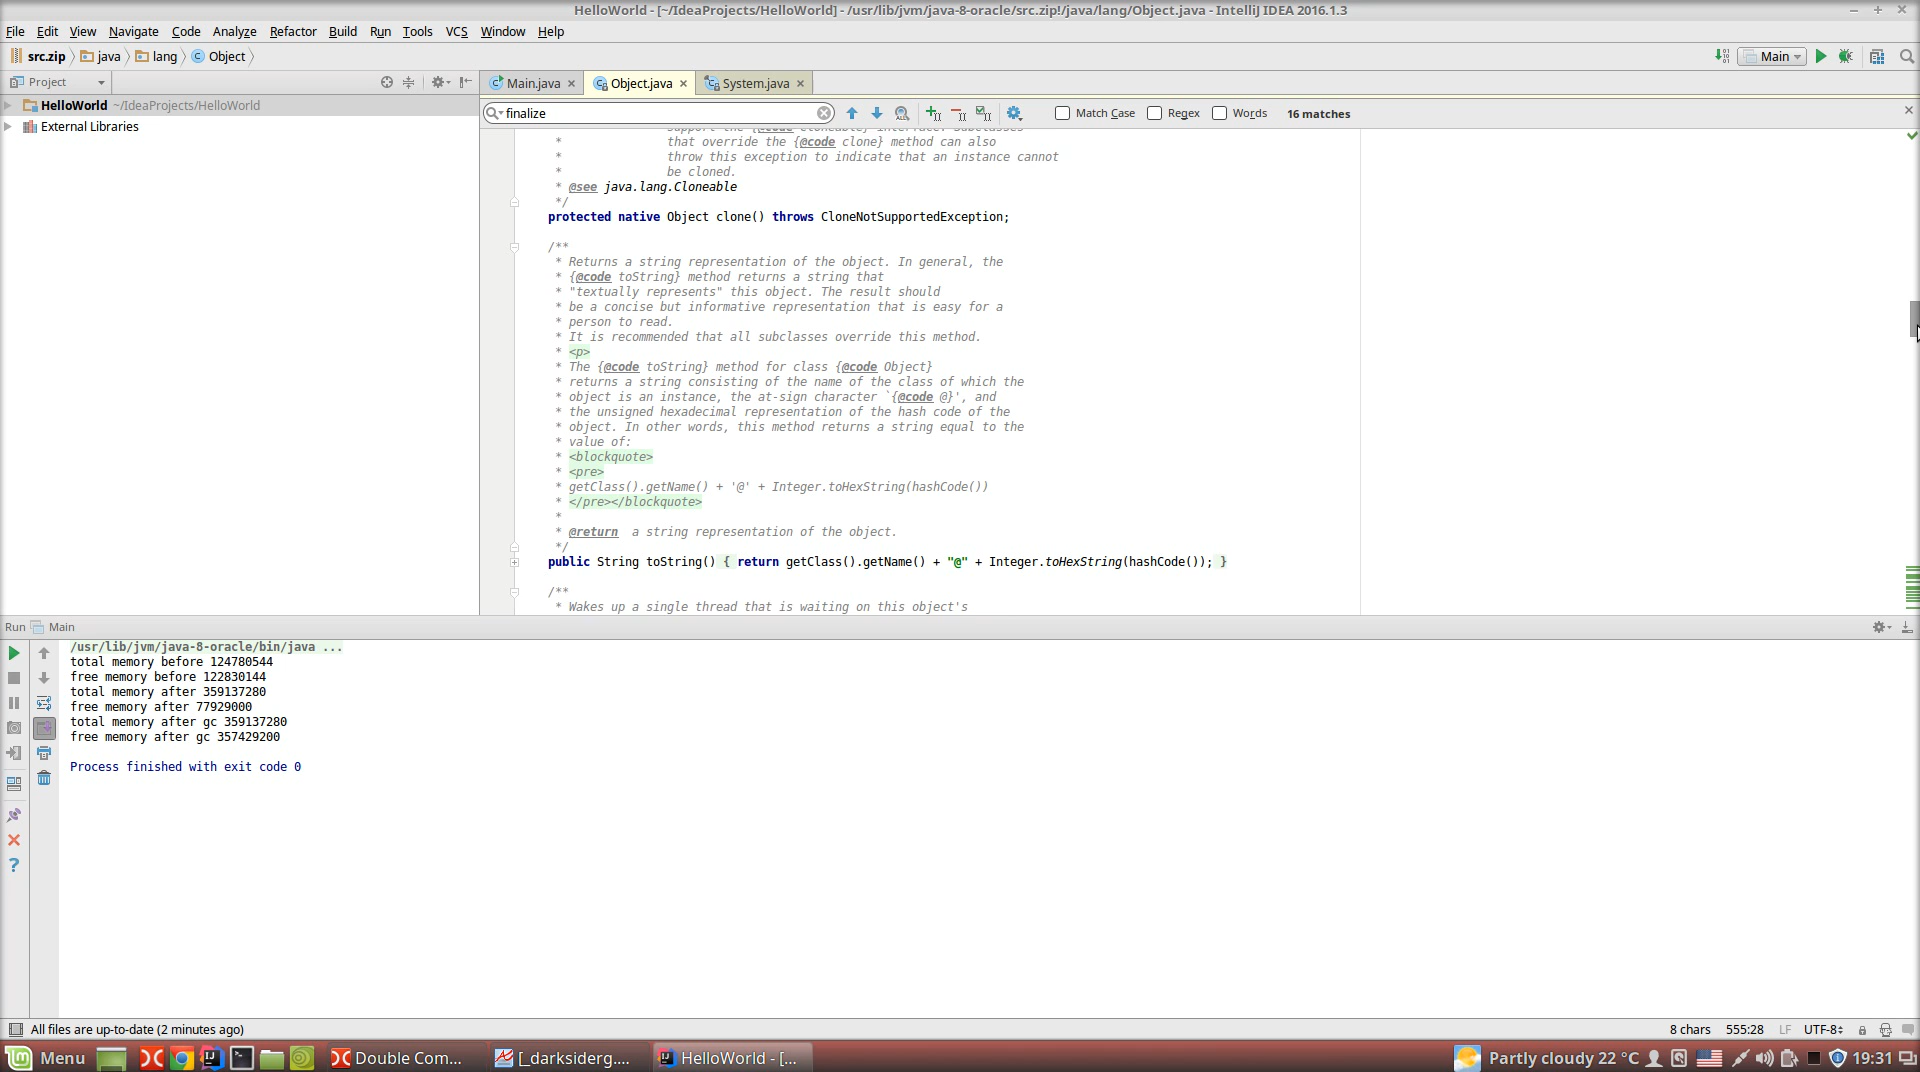 HelloWorld - [~/IdeaProjects/HelloWorld] - /usr/lib/jvm/java-8-oracle/src.zip!/java/lang/Object.java - IntelliJ IDEA 2016.1.3
File Edit View Navigate Code Analyze Refactor Build Run Tools VCS Window Help
src.zip java lang Object
Main
Project
Main.java Object.java System.java
HelloWorld ~/IdeaProjects/HelloWorld
External Libraries
finalize
Match Case Regex Words 16 matches
support the {@code Cloneable} interface. Subclasses
* that override the {@code clone} method can also
* throw this exception to indicate that an instance cannot
* be cloned.
* @see java.lang.Cloneable
*/
protected native Object clone() throws CloneNotSupportedException;
/**
* Returns a string representation of the object. In general, the
* {@code toString} method returns a string that
* "textually represents" this object. The result should
* be a concise but informative representation that is easy for a
* person to read.
* It is recommended that all subclasses override this method.
* <p>
* The {@code toString} method for class {@code Object}
* returns a string consisting of the name of the class of which the
* object is an instance, the at-sign character `{@code @}', and
* the unsigned hexadecimal representation of the hash code of the
* object. In other words, this method returns a string equal to the
* value of:
* <blockquote>
* <pre>
* getClass().getName() + '@' + Integer.toHexString(hashCode())
* </pre></blockquote>
*
* @return  a string representation of the object.
*/
public String toString() { return getClass().getName() + "@" + Integer.toHexString(hashCode()); }
/**
* Wakes up a single thread that is waiting on this object's
Run Main
/usr/lib/jvm/java-8-oracle/bin/java ...
total memory before 124780544
free memory before 122830144
total memory after 359137280
free memory after 77929000
total memory after gc 359137280
free memory after gc 357429200
Process finished with exit code 0
All files are up-to-date (2 minutes ago)
8 chars 555:28 LF UTF-8
Menu Double Com... [_darksiderg.... HelloWorld - [... Partly cloudy 22 °C 19:31